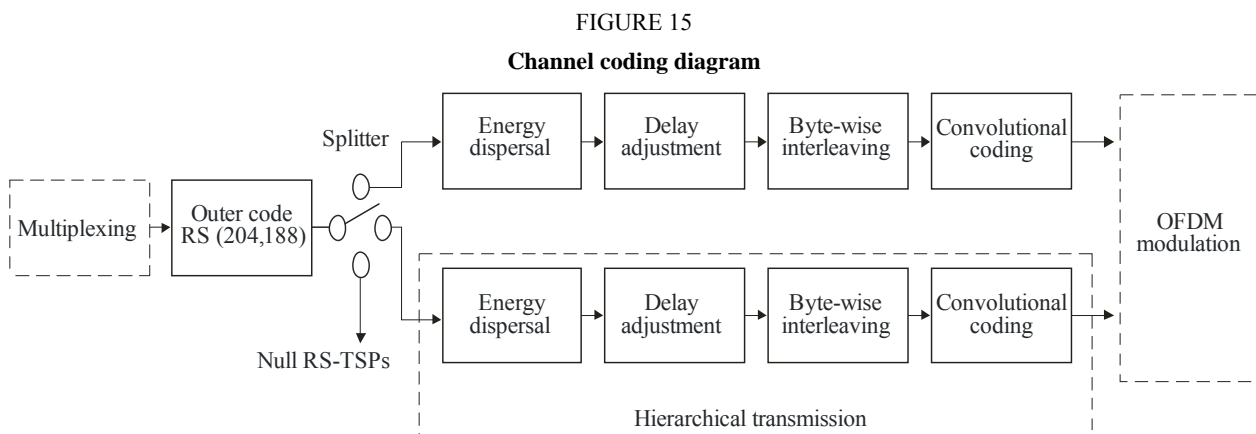 FIGURE 15
Channel coding diagram
Splitter
Energy
dispersal
Delay
adjustment
Byte-wise
interleaving
Convolutional
coding
Multiplexing
Outer code
RS (204,188)
OFDM
modulation
Energy
dispersal
Delay
adjustment
Byte-wise
interleaving
Convolutional
coding
Null RS-TSPs
Hierarchical transmission